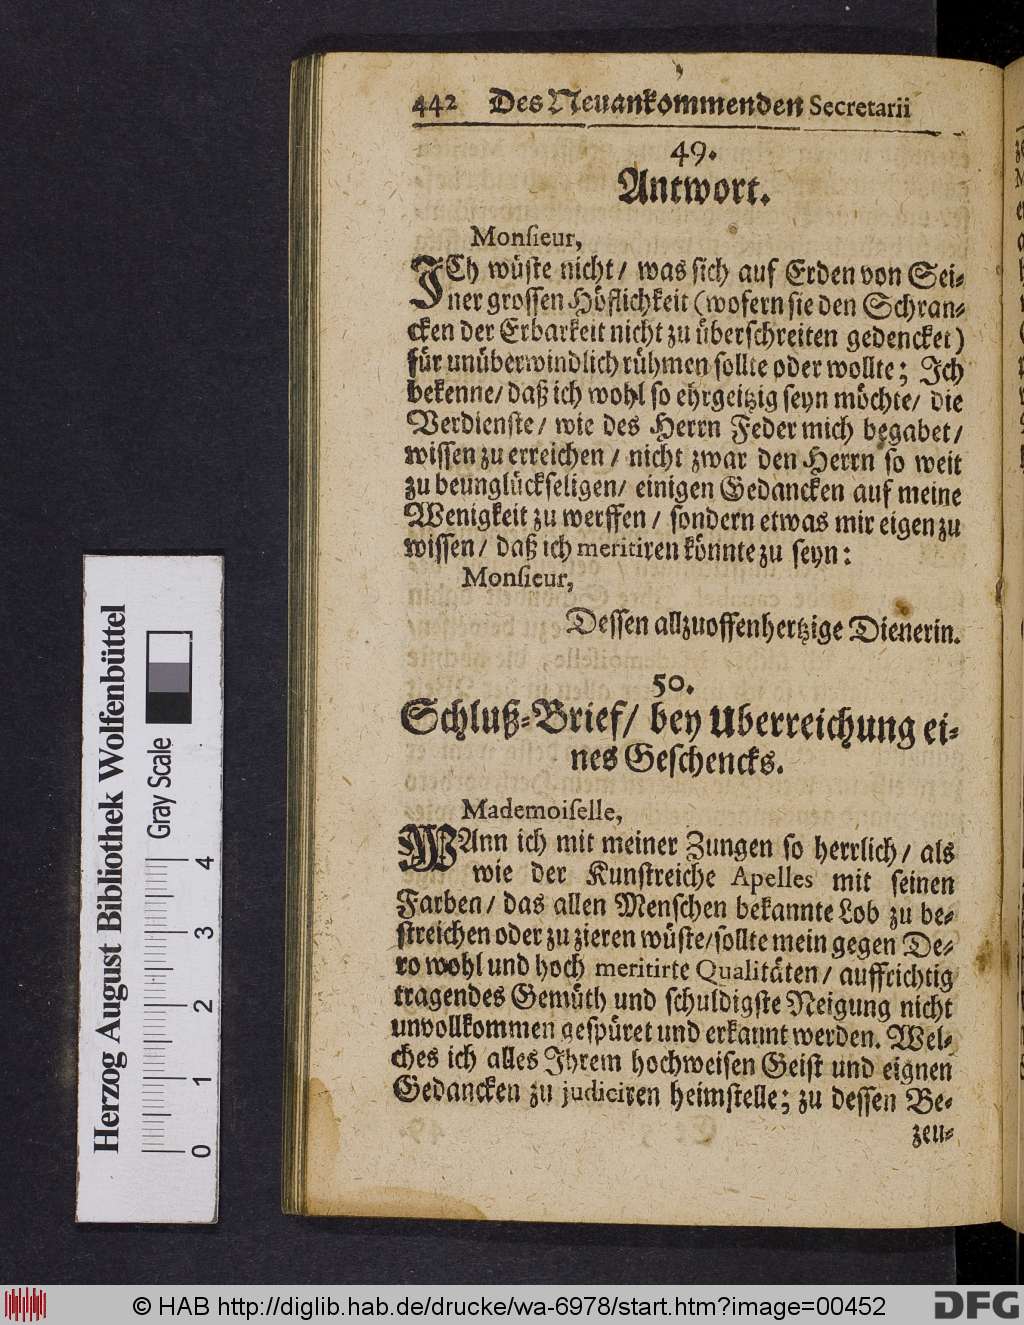 442 Des Neuankommenden Secretarii
49.
Antwort.
Monſieur,
JCh wüſte nicht/ was ſich auf Erden von Sei-
ner groſſen Höflichkeit (wofern ſie den Schran-
cken der Erbarkeit nicht zu überſchreiten gedencket)
für unüberwindlich rühmen ſollte oder wollte; Ich
bekenne/ daß ich wohl ſo ehrgeitzig ſeyn möchte/ die
Verdienſte/ wie des Herrn Feder mich begabet/
wiſſen zu erreichen/ nicht zwar den Herrn ſo weit
zu beunglückſeligen/ einigen Gedancken auf meine
Wenigkeit zu werffen/ ſondern etwas mir eigen zu
wiſſen/ daß ich meritiren könnte zu ſeyn:
Monſieur,
Deſſen allzuoffenhertzige Dienerin.
50.
Schluß-Brief/ bey Uberreichung ei-
nes Geſchencks.
Mademoiſelle,
WAnn ich mit meiner Zungen ſo herrlich/ als
wie der Kunſtreiche Apelles mit ſeinen
Farben/ das allen Menſchen bekannte Lob zu be-
ſtreichen oder zu zieren wüſte/ ſollte mein gegen De-
ro wohl und hoch meritirte Qualitäten/ auffrichtig
tragendes Gemüth und ſchuldigſte Neigung nicht
unvollkommen geſpüret und erkannt werden. Wel-
ches ich alles Ihrem hochweiſen Geiſt und eignen
Gedancken zu judiciren heimſtelle; zu deſſen Be-
zeu-
Herzog August Bibliothek Wolfenbüttel
Gray Scale
0 1 2 3 4
© HAB http://diglib.hab.de/drucke/wa-6978/start.htm?image=00452
DFG